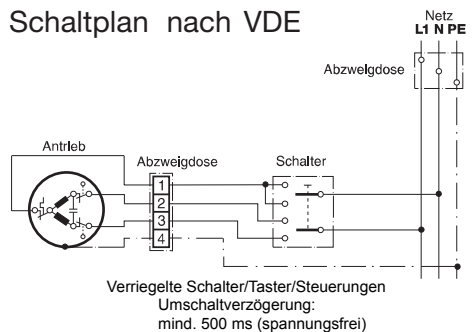 Schaltplan nach VDE
Netz
L1 N PE
Abzweigdose
Antrieb
Abzweigdose
Schalter
1
2
3
4
Verriegelte Schalter/Taster/Steuerungen
Umschaltverzögerung:
mind. 500 ms (spannungsfrei)